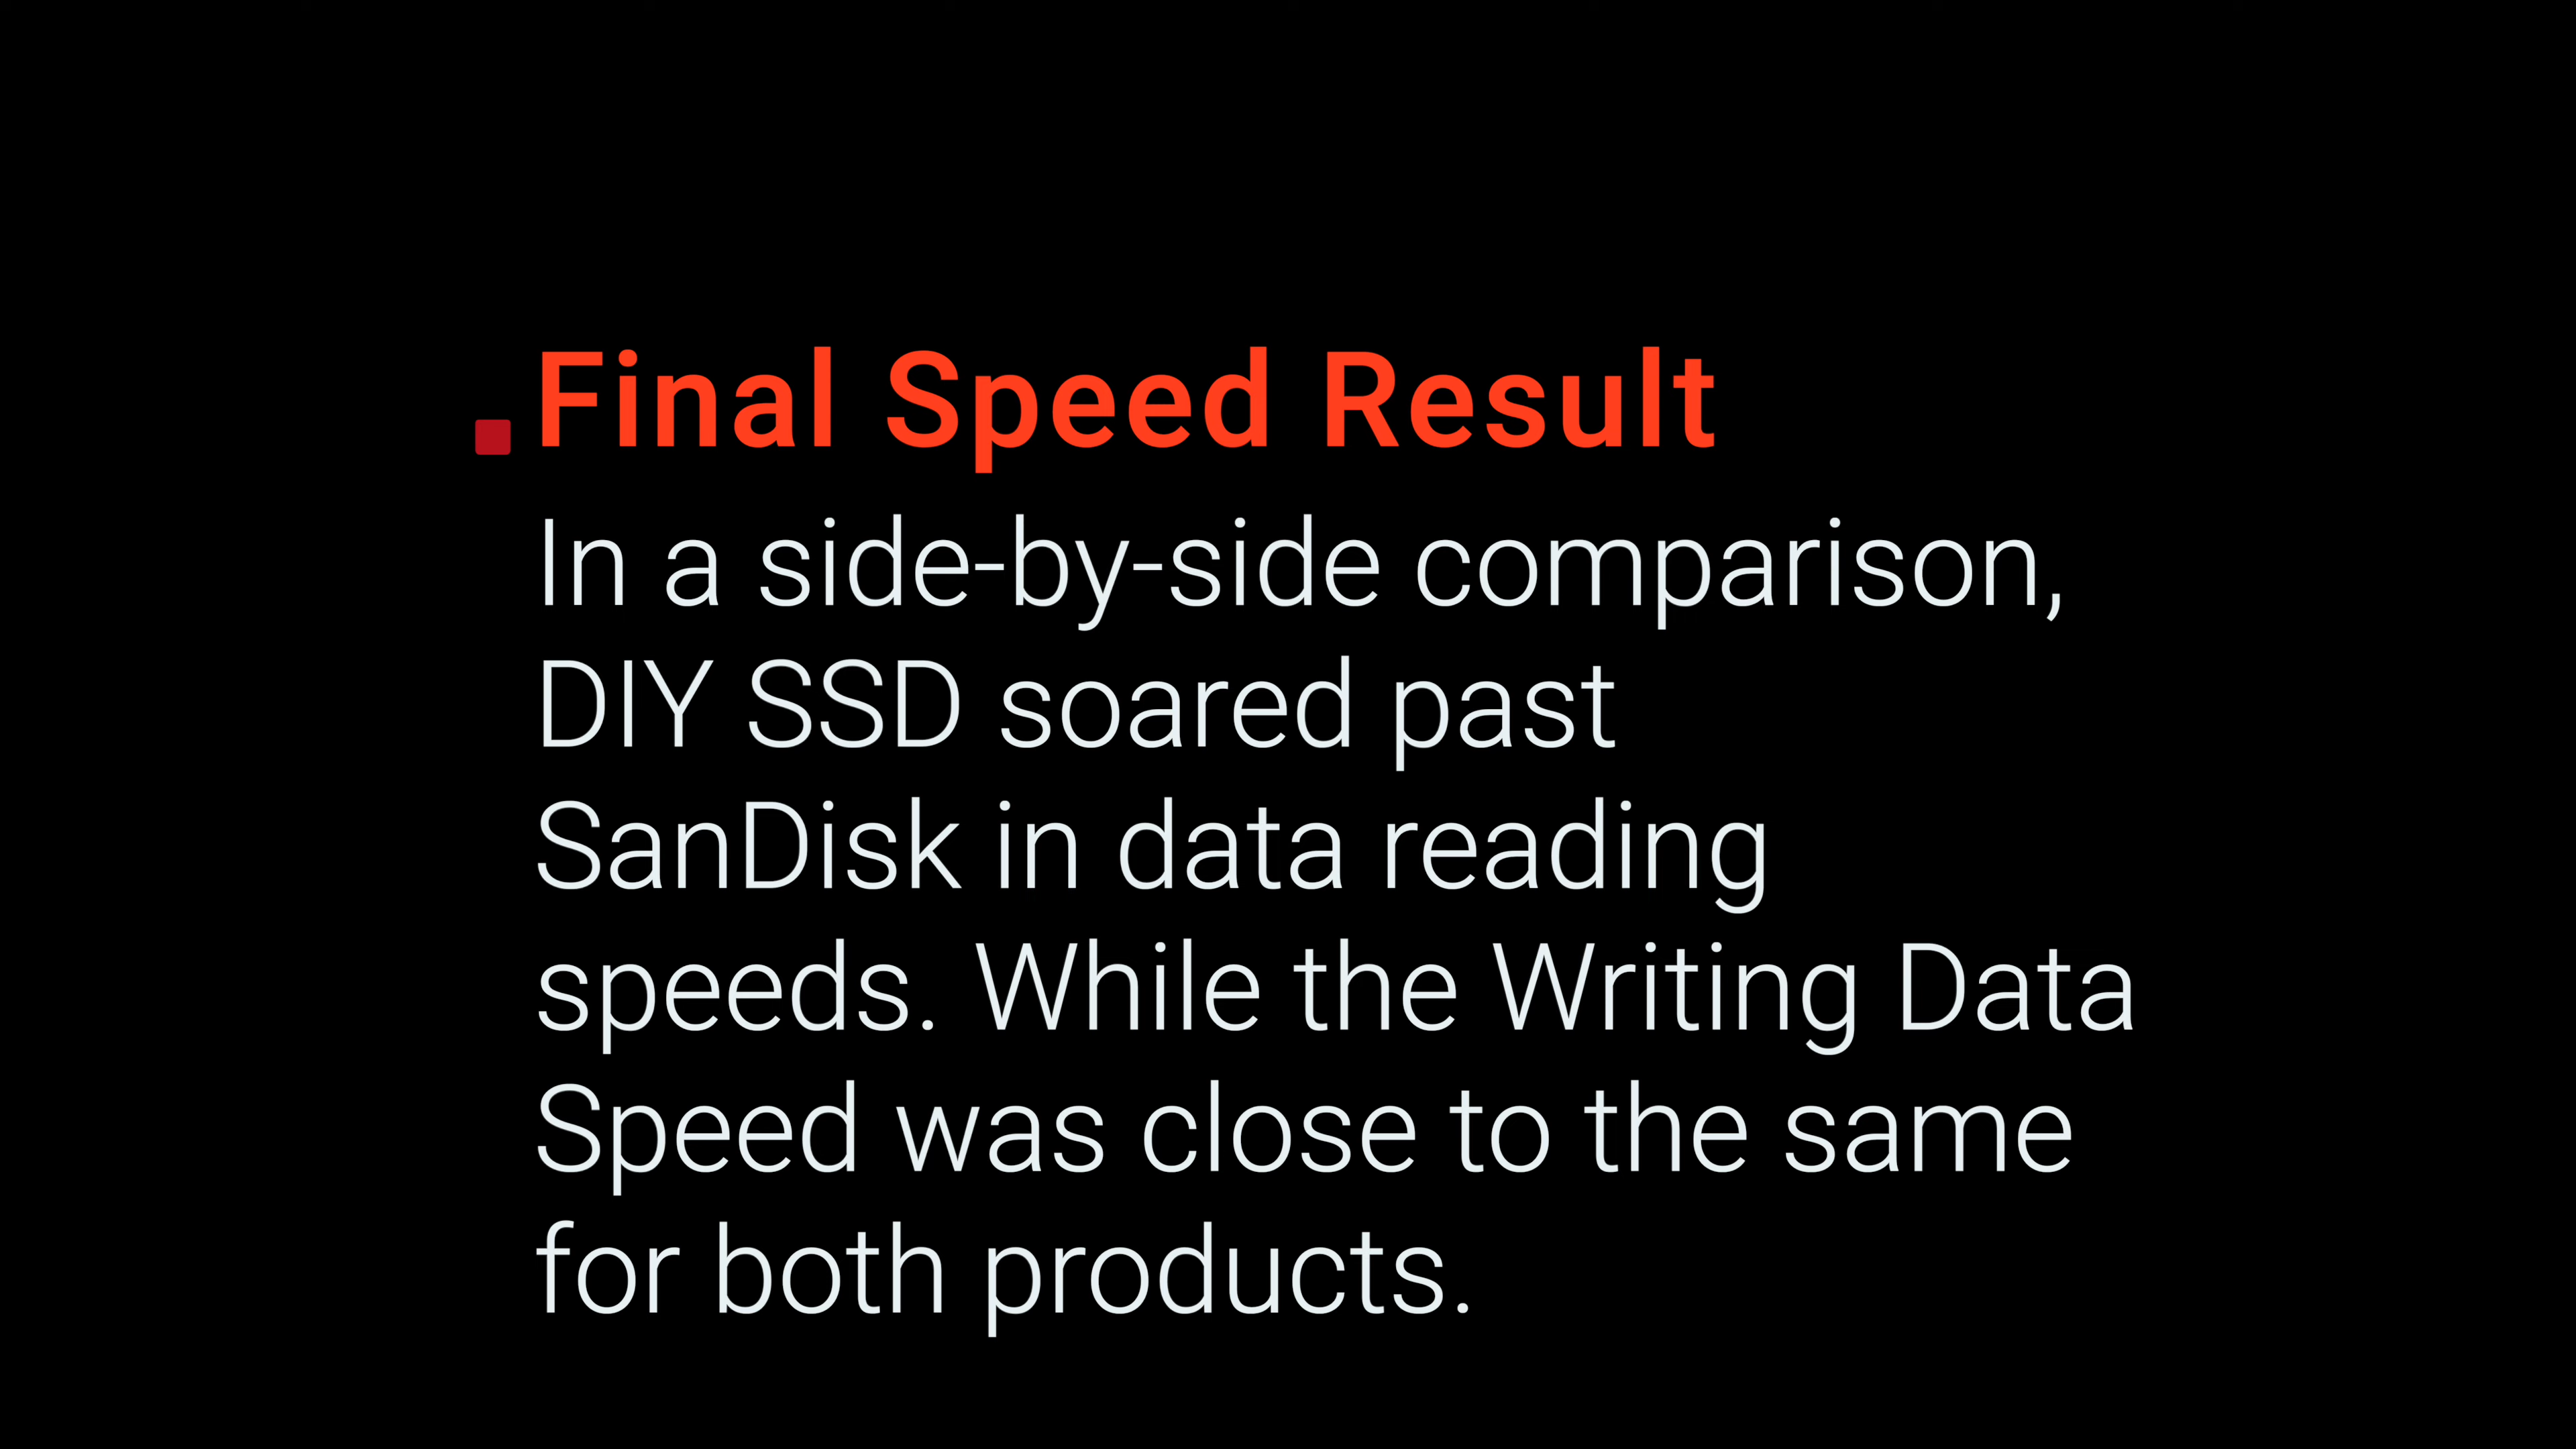 Final Speed Result
In a side-by-side comparison,
DIY SSD soared past
SanDisk in data reading
speeds. While the Writing Data
Speed was close to the same
for both products.